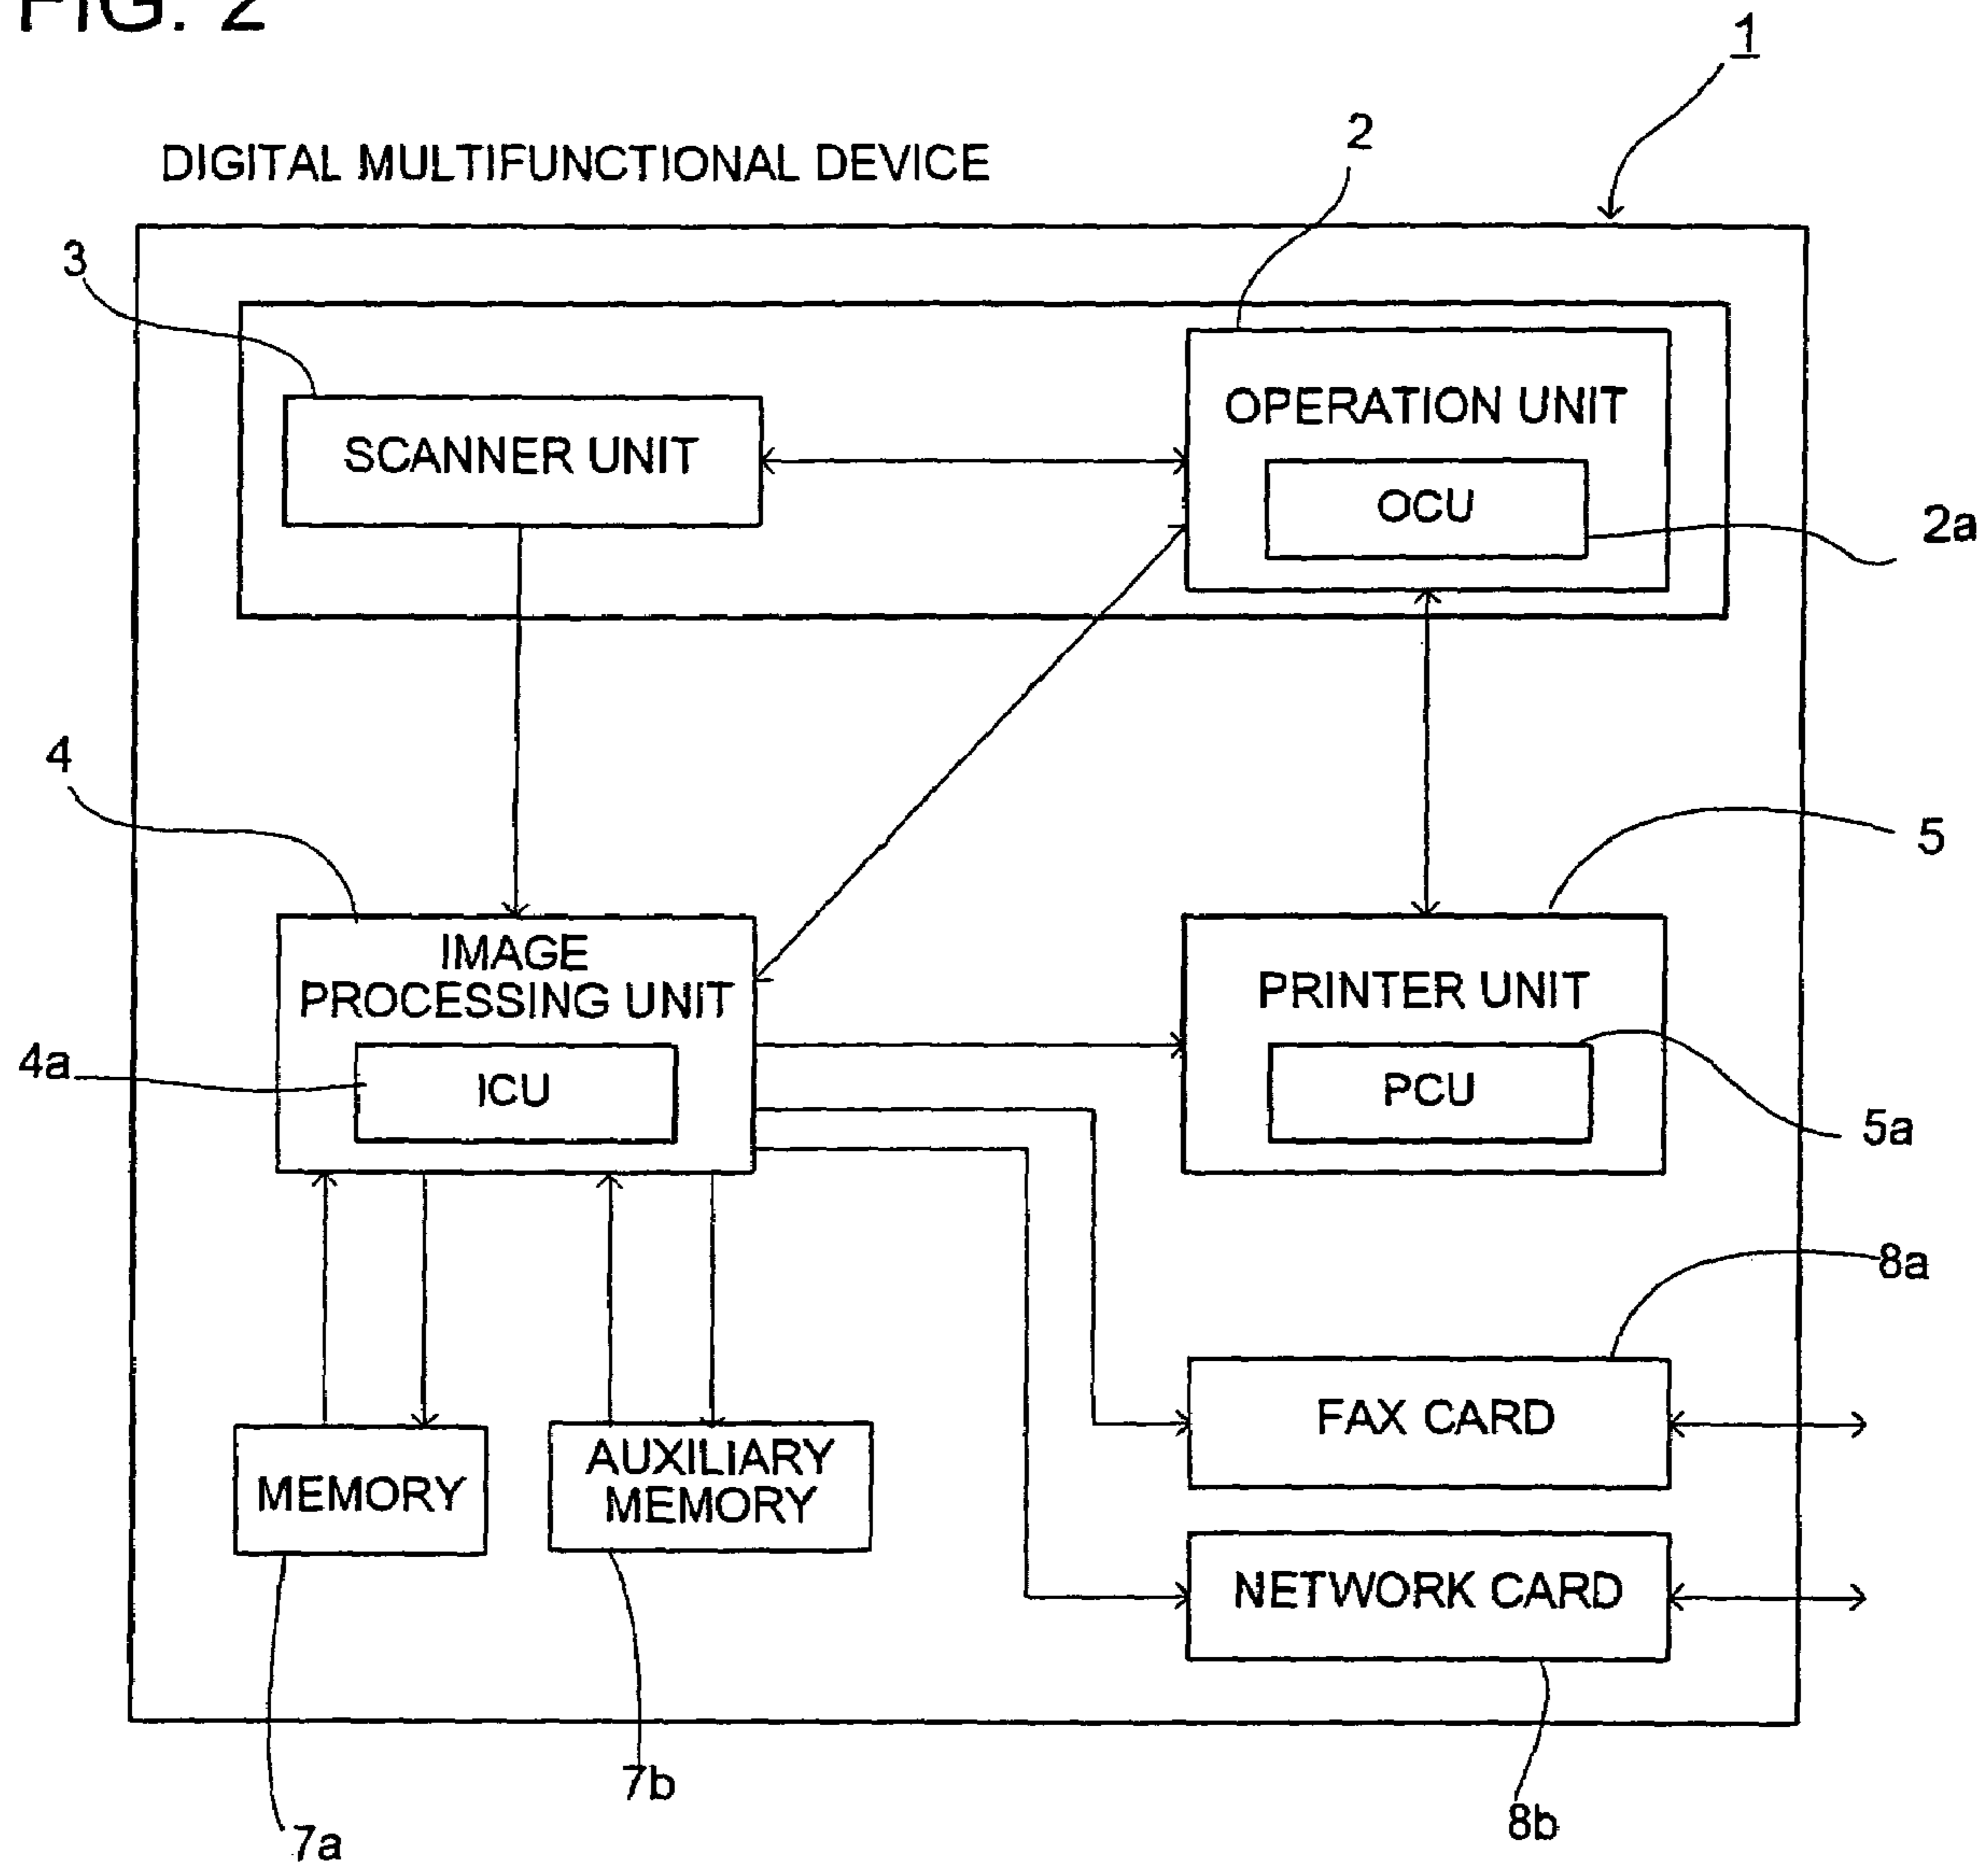 FIG. 2
1
DIGITAL MULTIFUNCTIONAL DEVICE
2
3
OPERATION UNIT
SCANNER UNIT
OCU
2a
4
5
IMAGE
PROCESSING UNIT
PRINTER UNIT
4a
ICU
PCU
5a
8a
FAX CARD
AUXILIARY
MEMORY
MEMORY
NETWORK CARD
7b
8b
7a